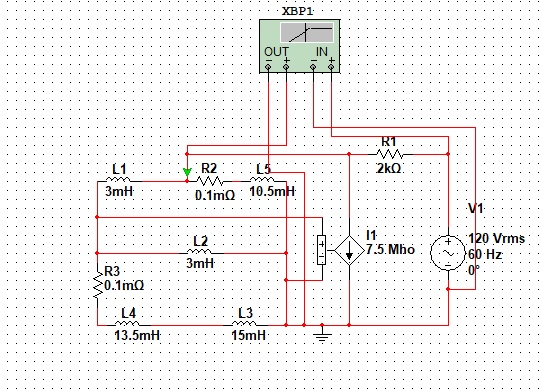 XBP1
OUT IN
- + - +
R1
2kΩ
L1
3mH
R2
0.1mΩ
L5
10.5mH
V1
120 Vrms
60 Hz
0°
I1
7.5 Mho
L2
3mH
R3
0.1mΩ
L4
13.5mH
L3
15mH